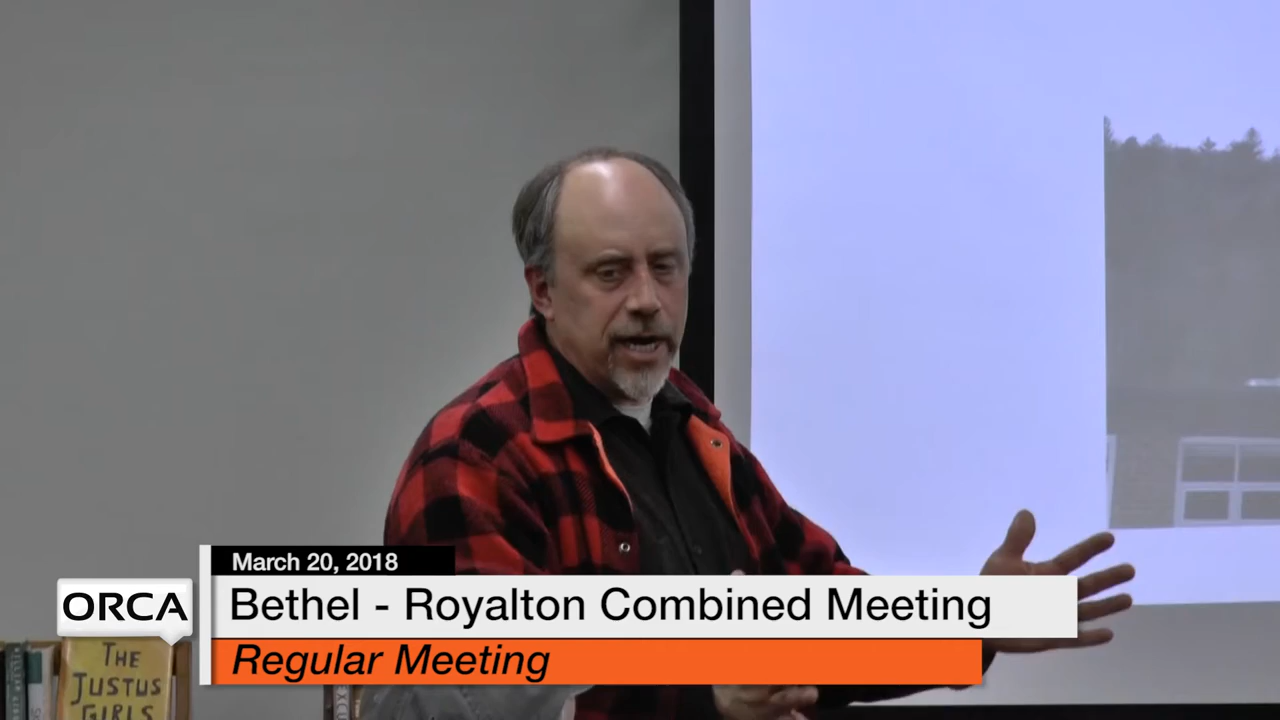 March 20, 2018
Bethel - Royalton Combined Meeting
Regular Meeting
ORCA
THE
JUSTUS
GIRLS